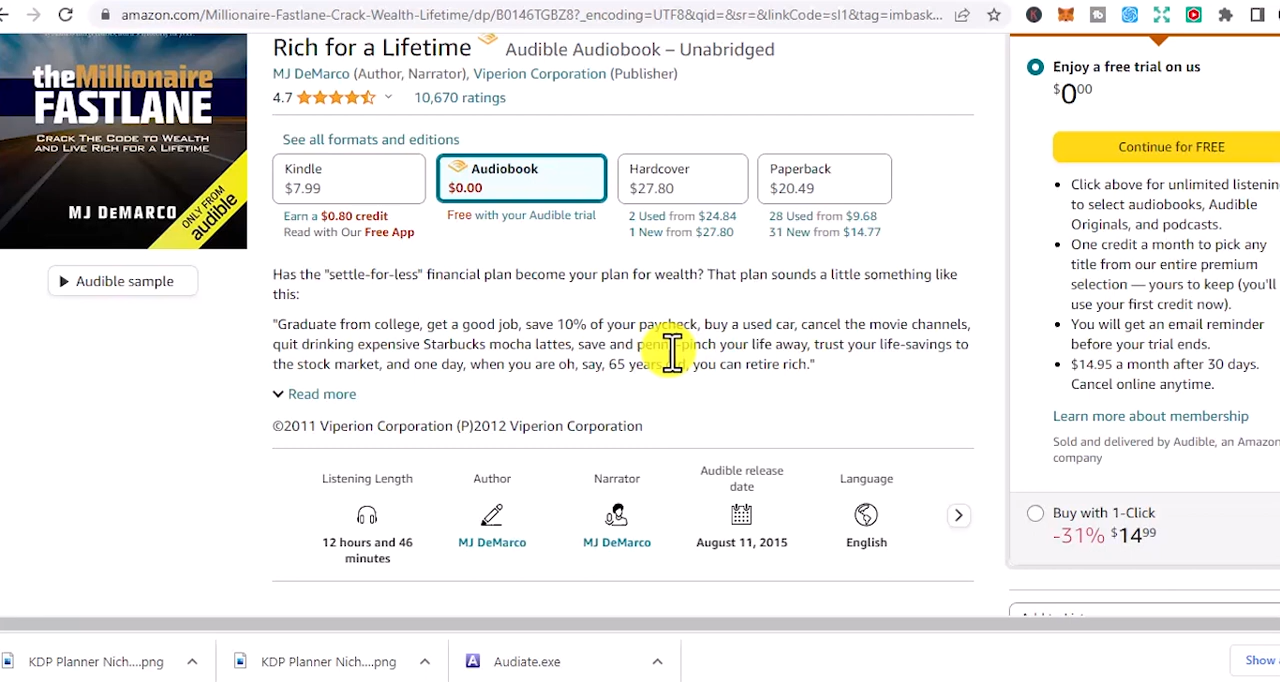 amazon.com/Millionaire-Fastlane-Crack-Wealth-Lifetime/dp/B0146TGBZ8?_encoding=UTF8&qid=&sr=&linkCode=sl1&tag=imbask...
the Millionaire
FASTLANE
CRACK THE CODE TO WEALTH
AND LIVE RICH FOR A LIFETIME
MJ DEMARCO
ONLY FROM
audible
Audible sample
Rich for a Lifetime Audible Audiobook – Unabridged
MJ DeMarco (Author, Narrator), Viperion Corporation (Publisher)
4.7 10,670 ratings
See all formats and editions
Kindle
$7.99
Earn a $0.80 credit
Read with Our Free App
Audiobook
$0.00
Free with your Audible trial
Hardcover
$27.80
2 Used from $24.84
1 New from $27.80
Paperback
$20.49
28 Used from $9.68
31 New from $14.77
Has the "settle-for-less" financial plan become your plan for wealth? That plan sounds a little something like
this:
"Graduate from college, get a good job, save 10% of your paycheck, buy a used car, cancel the movie channels,
quit drinking expensive Starbucks mocha lattes, save and penny-pinch your life away, trust your life-savings to
the stock market, and one day, when you are oh, say, 65 years old, you can retire rich."
Read more
©2011 Viperion Corporation (P)2012 Viperion Corporation
Listening Length
12 hours and 46
minutes
Author
MJ DeMarco
Narrator
MJ DeMarco
Audible release
date
August 11, 2015
Language
English
Enjoy a free trial on us
$0.00
Continue for FREE
Click above for unlimited listening
to select audiobooks, Audible
Originals, and podcasts.
One credit a month to pick any
title from our entire premium
selection — yours to keep (you'll
use your first credit now).
You will get an email reminder
before your trial ends.
$14.95 a month after 30 days.
Cancel online anytime.
Learn more about membership
Sold and delivered by Audible, an Amazon
company
Buy with 1-Click
-31% $14.99
KDP Planner Nich....png
KDP Planner Nich....png
Audiate.exe
Show